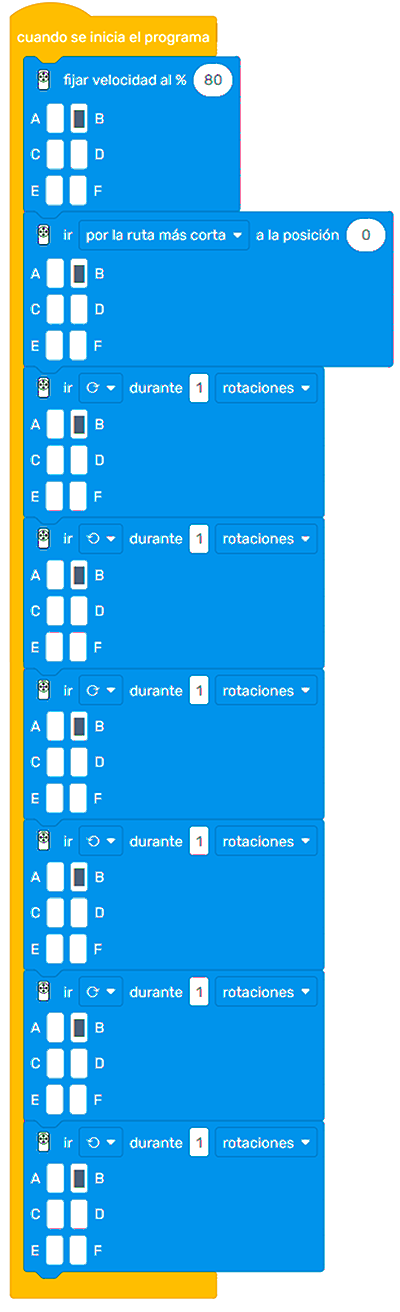 cuando se inicia el programa
fijar velocidad al % 80
A B
C D
E F
ir por la ruta más corta a la posición 0
A B
C D
E F
ir durante 1 rotaciones
A B
C D
E F
ir durante 1 rotaciones
A B
C D
E F
ir durante 1 rotaciones
A B
C D
E F
ir durante 1 rotaciones
A B
C D
E F
ir durante 1 rotaciones
A B
C D
E F
ir durante 1 rotaciones
A B
C D
E F